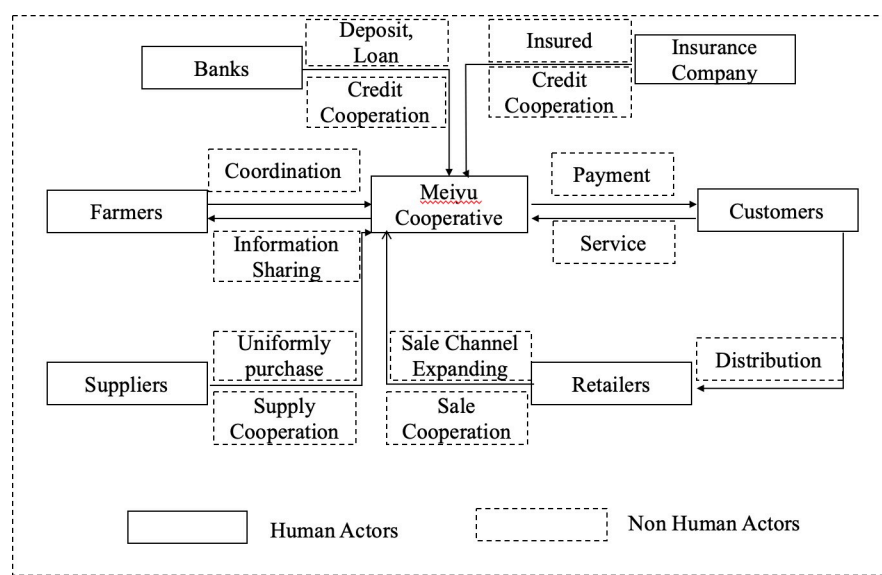 Deposit,
Loan
Banks
Credit
Cooperation
Insured
Insurance
Company
Credit
Cooperation
Coordination
Farmers
Information
Sharing
Meiyu
Cooperative
Payment
Customers
Service
Uniformly
purchase
Suppliers
Supply
Cooperation
Sale Channel
Expanding
Retailers
Sale
Cooperation
Distribution
Human Actors
Non Human Actors